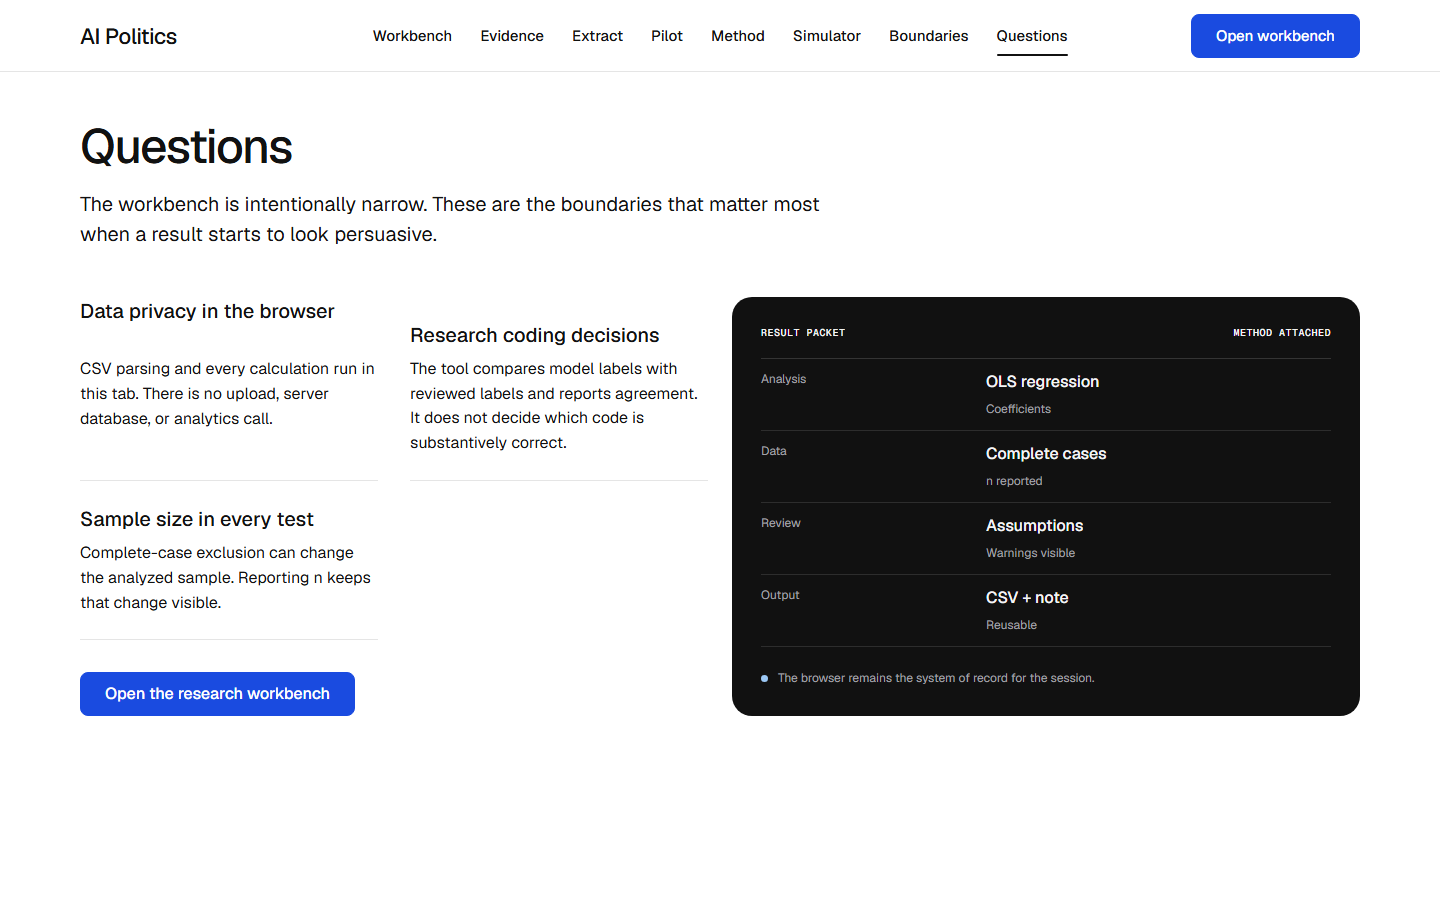 AI Politics
Workbench
Evidence
Extract
Pilot
Method
Simulator
Boundaries
Questions
Open workbench
Questions
The workbench is intentionally narrow. These are the boundaries that matter most
when a result starts to look persuasive.
Data privacy in the browser
CSV parsing and every calculation run in
this tab. There is no upload, server
database, or analytics call.
Research coding decisions
The tool compares model labels with
reviewed labels and reports agreement.
It does not decide which code is
substantively correct.
Sample size in every test
Complete-case exclusion can change
the analyzed sample. Reporting n keeps
that change visible.
Open the research workbench
RESULT PACKET
METHOD ATTACHED
Analysis
OLS regression
Coefficients
Data
Complete cases
n reported
Review
Assumptions
Warnings visible
Output
CSV + note
Reusable
The browser remains the system of record for the session.